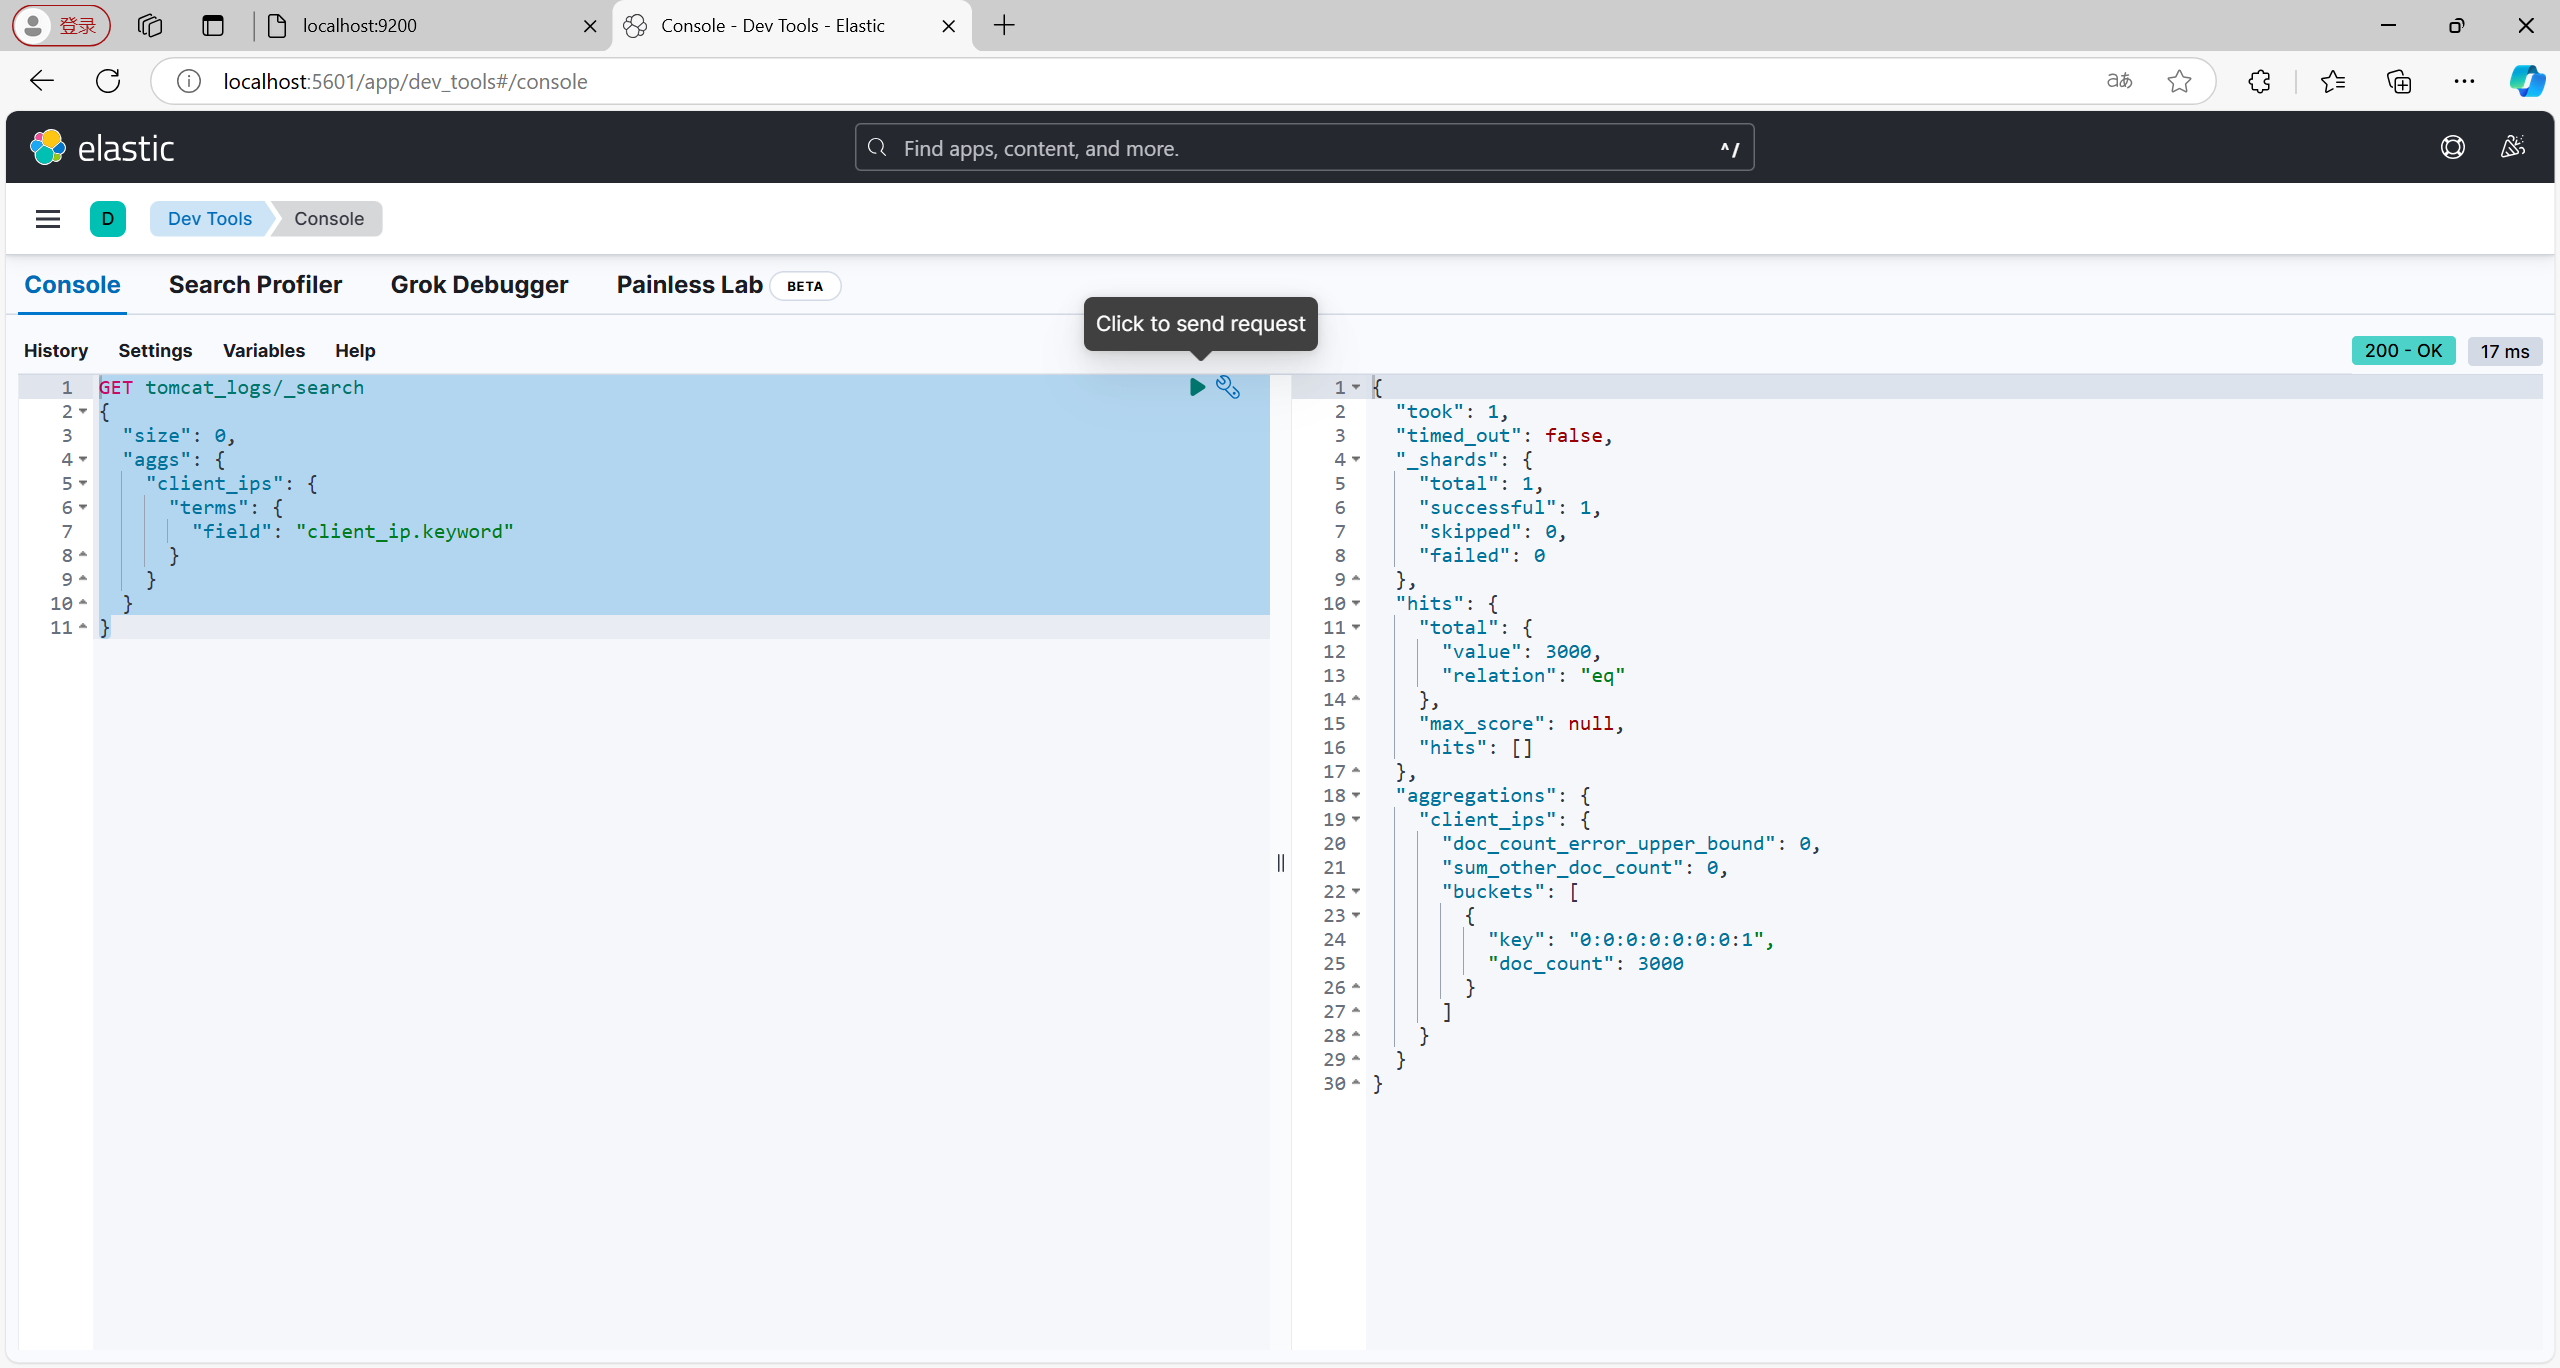 登录
localhost:9200
Console - Dev Tools - Elastic
localhost:5601/app/dev_tools#/console
aあ
elastic
Find apps, content, and more.
^/
D
Dev Tools
Console
Console
Search Profiler
Grok Debugger
Painless Lab
BETA
Click to send request
History
Settings
Variables
Help
200 - OK
17 ms
1 GET tomcat_logs/_search
2 {
3 "size": 0,
4 "aggs": {
5 "client_ips": {
6 "terms": {
7 "field": "client_ip.keyword"
8 }
9 }
10 }
11 }
1 {
2 "took": 1,
3 "timed_out": false,
4 "_shards": {
5 "total": 1,
6 "successful": 1,
7 "skipped": 0,
8 "failed": 0
9 },
10 "hits": {
11 "total": {
12 "value": 3000,
13 "relation": "eq"
14 },
15 "max_score": null,
16 "hits": []
17 },
18 "aggregations": {
19 "client_ips": {
20 "doc_count_error_upper_bound": 0,
21 "sum_other_doc_count": 0,
22 "buckets": [
23 {
24 "key": "0:0:0:0:0:0:0:1",
25 "doc_count": 3000
26 }
27 ]
28 }
29 }
30 }